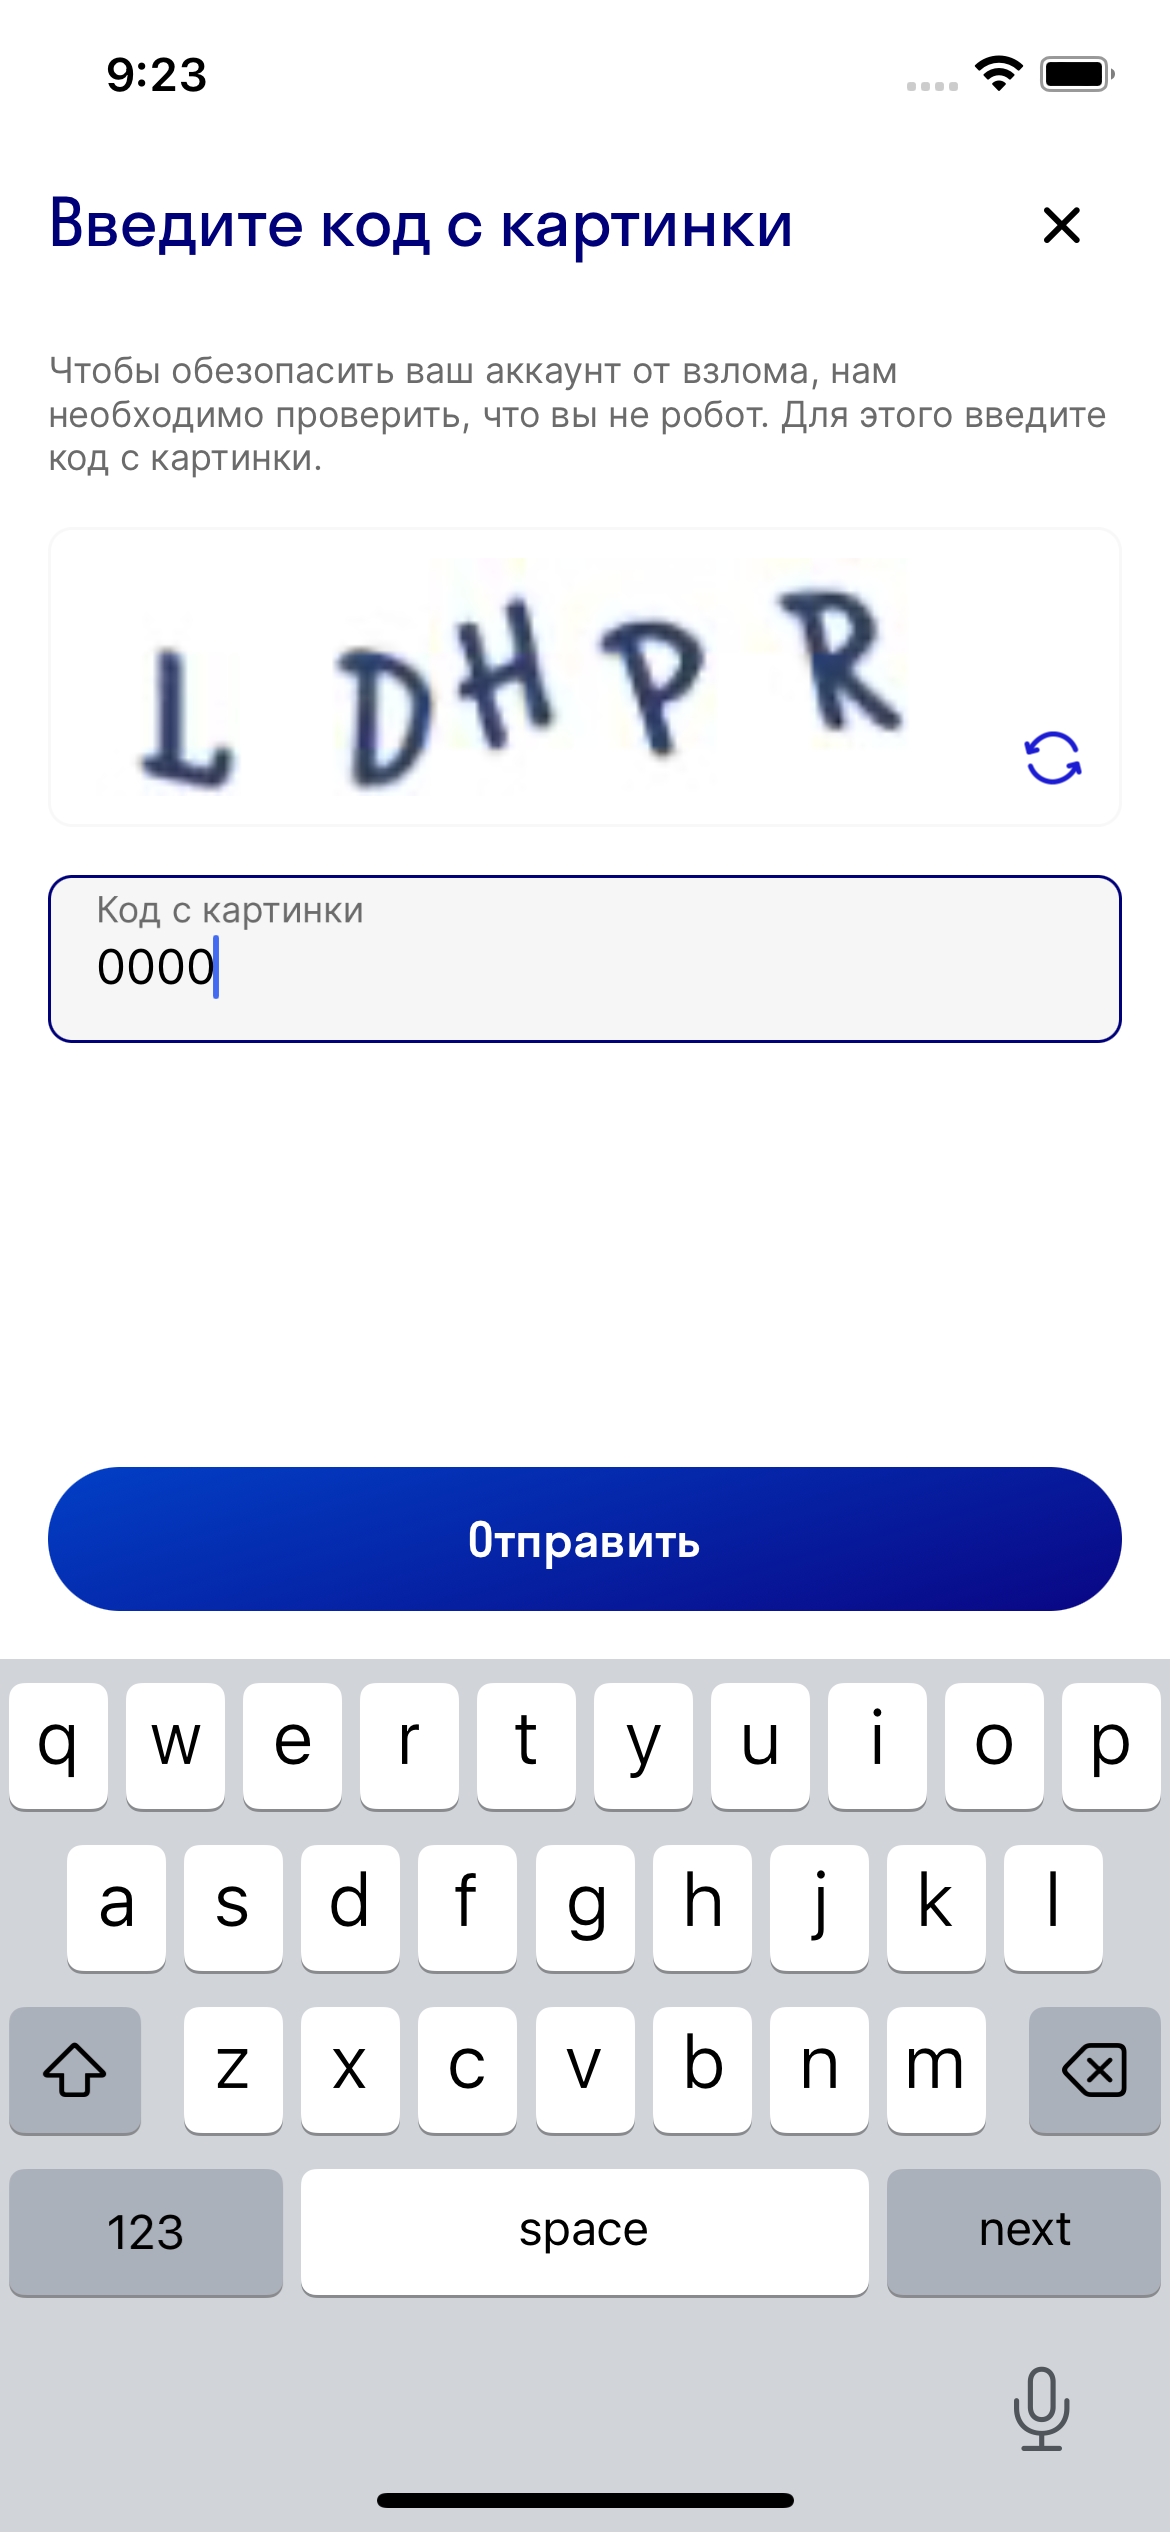 9:23
Введите код с картинки
Чтобы обезопасить ваш аккаунт от взлома, нам
необходимо проверить, что вы не робот. Для этого введите
код с картинки.
L DHPR
Код с картинки
0000
Отправить
q w e r t y u i o p
a s d f g h j k l
z x c v b n m
123 space next